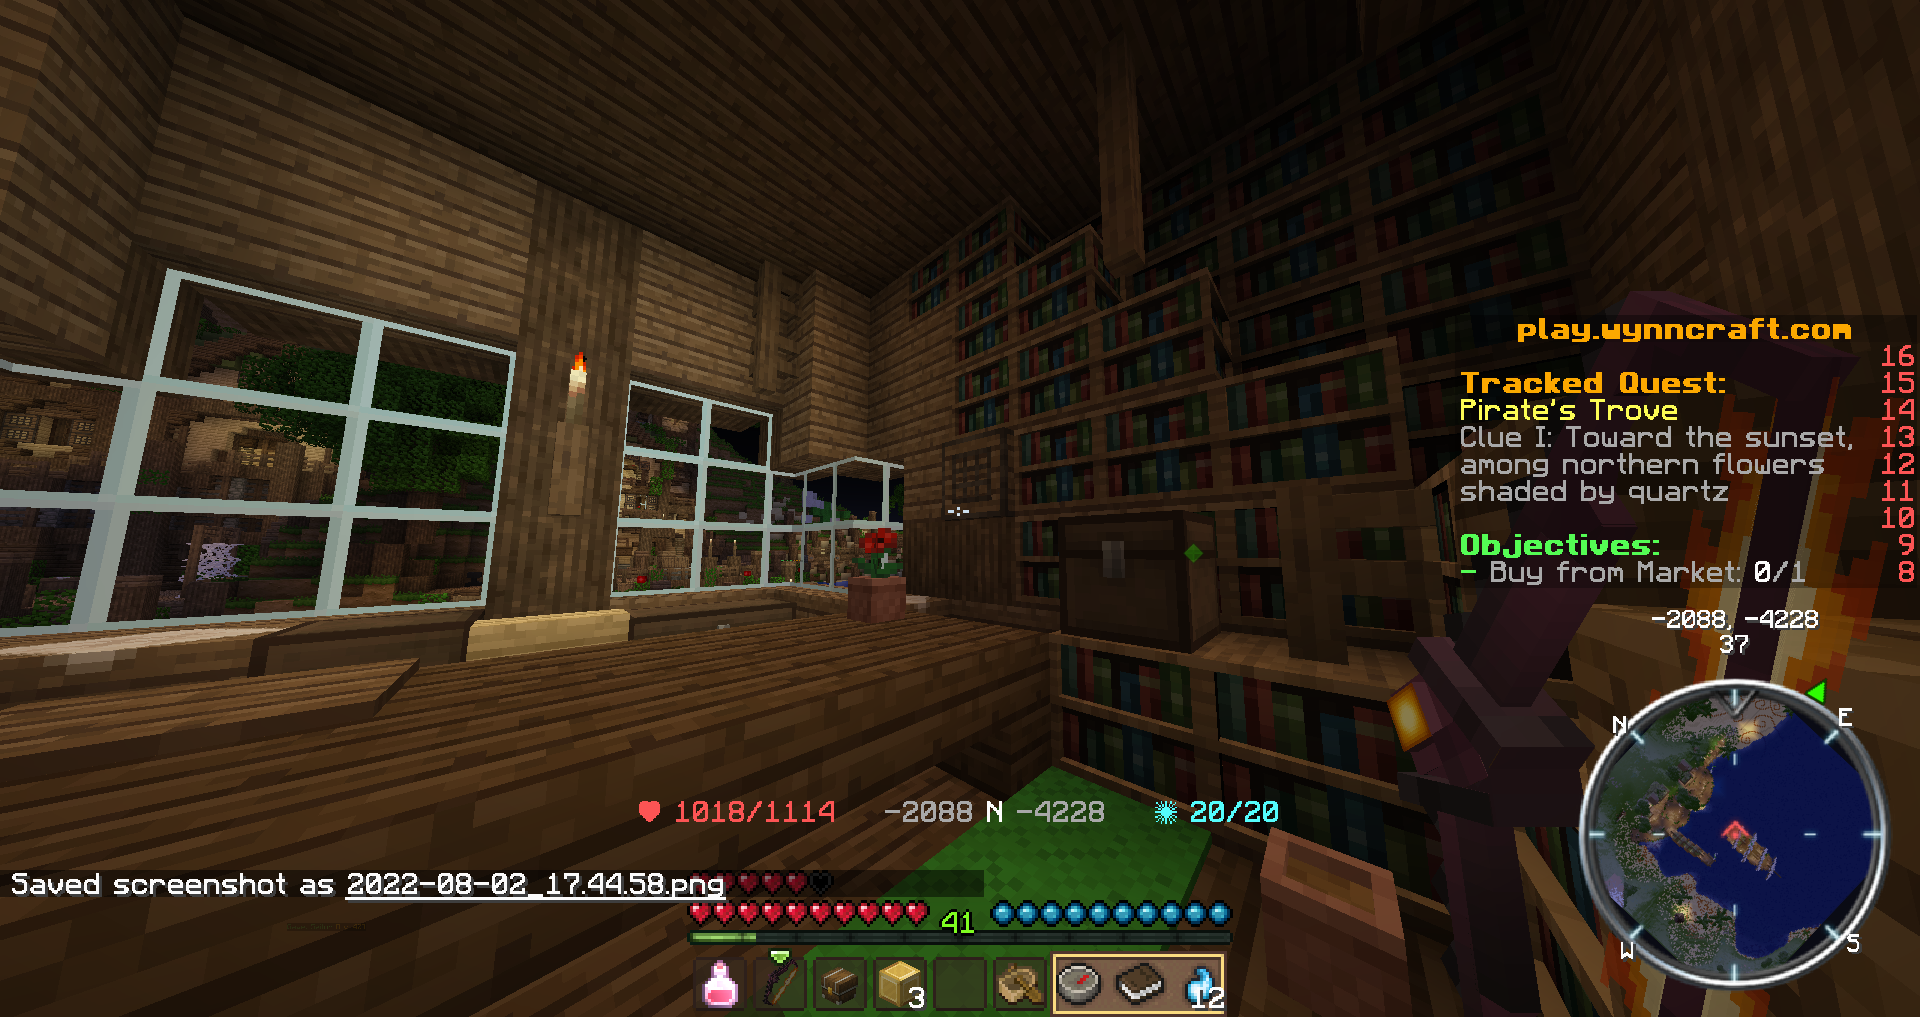 play.wynncraft.com
16
Tracked Quest: 15
Pirate's Trove 14
Clue I: Toward the sunset, 13
among northern flowers 12
shaded by quartz 11
10
Objectives: 9
- Buy from Market: 0/1 8
-2088, -4228
37
N
E
W
S
1018/1114 -2088 N -4228 20/20
Saved screenshot as 2022-08-02_17.44.58.png
41
3
12